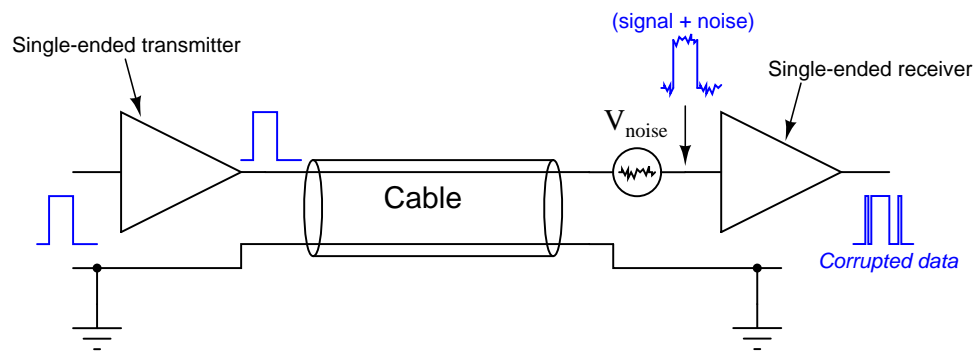 (signal + noise)
Single-ended transmitter
Single-ended receiver
Vnoise
Cable
Corrupted data